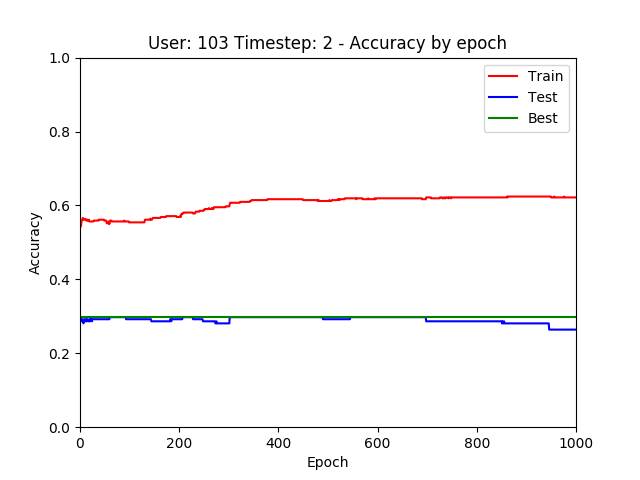 User: 103 Timestep: 2 - Accuracy by epoch
1.0
0.8
0.6
0.4
0.2
0.0
Accuracy
Train
Test
Best
0 200 400 600 800 1000
Epoch